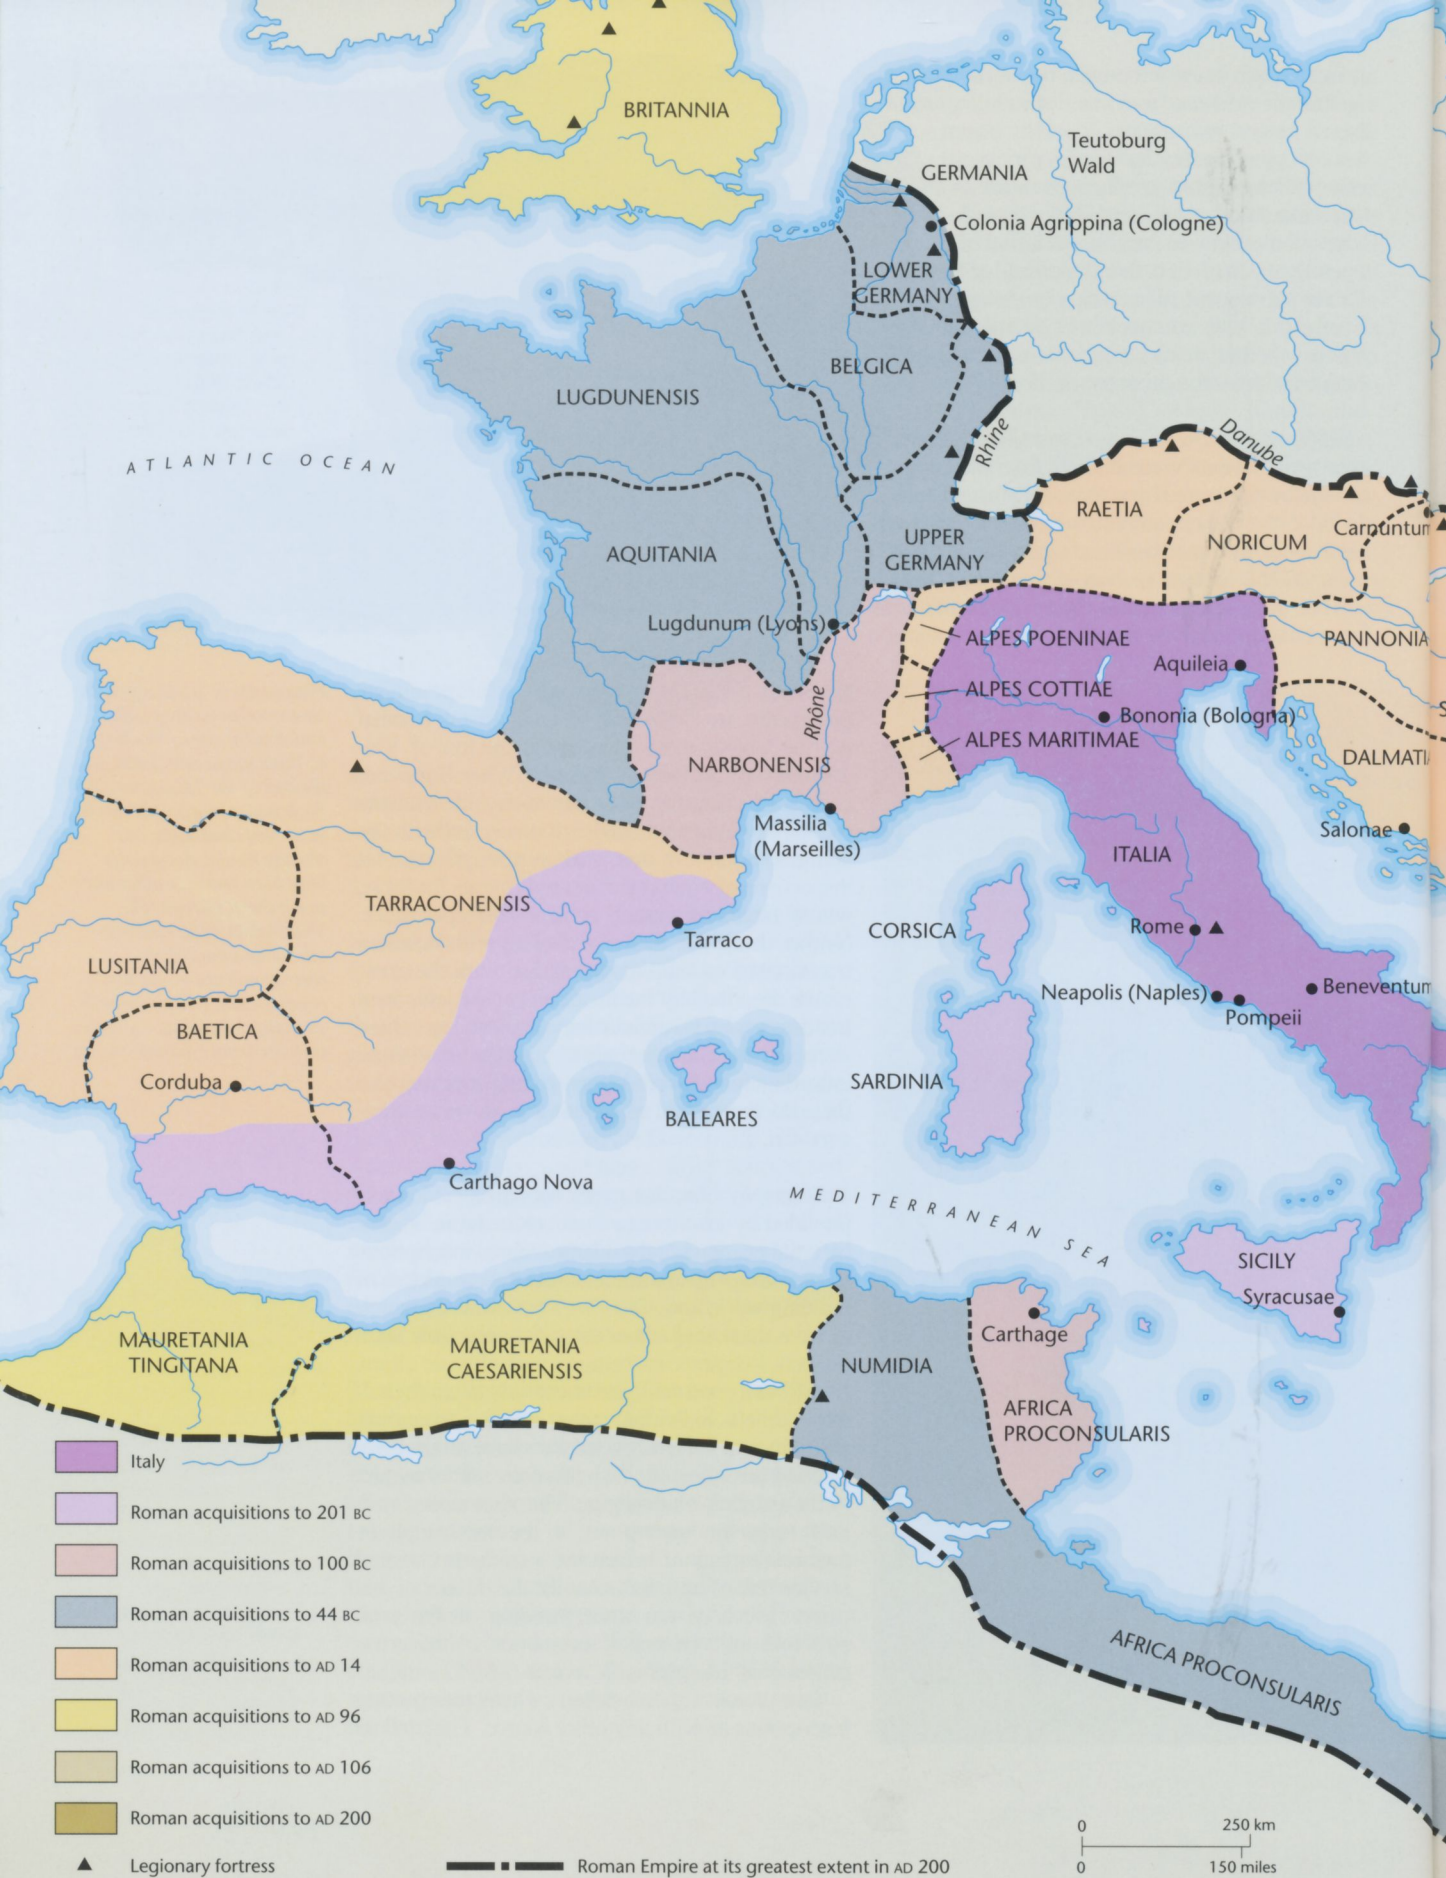 BRITANNIA
Teutoburg
Wald
GERMANIA
Colonia Agrippina (Cologne)
LOWER
GERMANY
BELGICA
LUGDUNENSIS
Rhine
Danube
ATLANTIC OCEAN
RAETIA
Carnuntum
NORICUM
UPPER
GERMANY
AQUITANIA
Lugdunum (Lyons)
ALPES POENINAE
PANNONIA
Aquileia
ALPES COTTIAE
Rhône
Bononia (Bologna)
ALPES MARITIMAE
NARBONENSIS
DALMATI
Massilia
(Marseilles)
Salonae
ITALIA
TARRACONENSIS
Tarraco
CORSICA
Rome
LUSITANIA
Neapolis (Naples)
Beneventum
Pompeii
BAETICA
Corduba
SARDINIA
BALEARES
Carthago Nova
MEDITERRANEAN SEA
SICILY
Syracusae
MAURETANIA
TINGITANA
MAURETANIA
CAESARIENSIS
Carthage
NUMIDIA
AFRICA
PROCONSULARIS
Italy
Roman acquisitions to 201 BC
Roman acquisitions to 100 BC
Roman acquisitions to 44 BC
Roman acquisitions to AD 14
AFRICA PROCONSULARIS
Roman acquisitions to AD 96
Roman acquisitions to AD 106
Roman acquisitions to AD 200
0 250 km
0 150 miles
Legionary fortress
Roman Empire at its greatest extent in AD 200